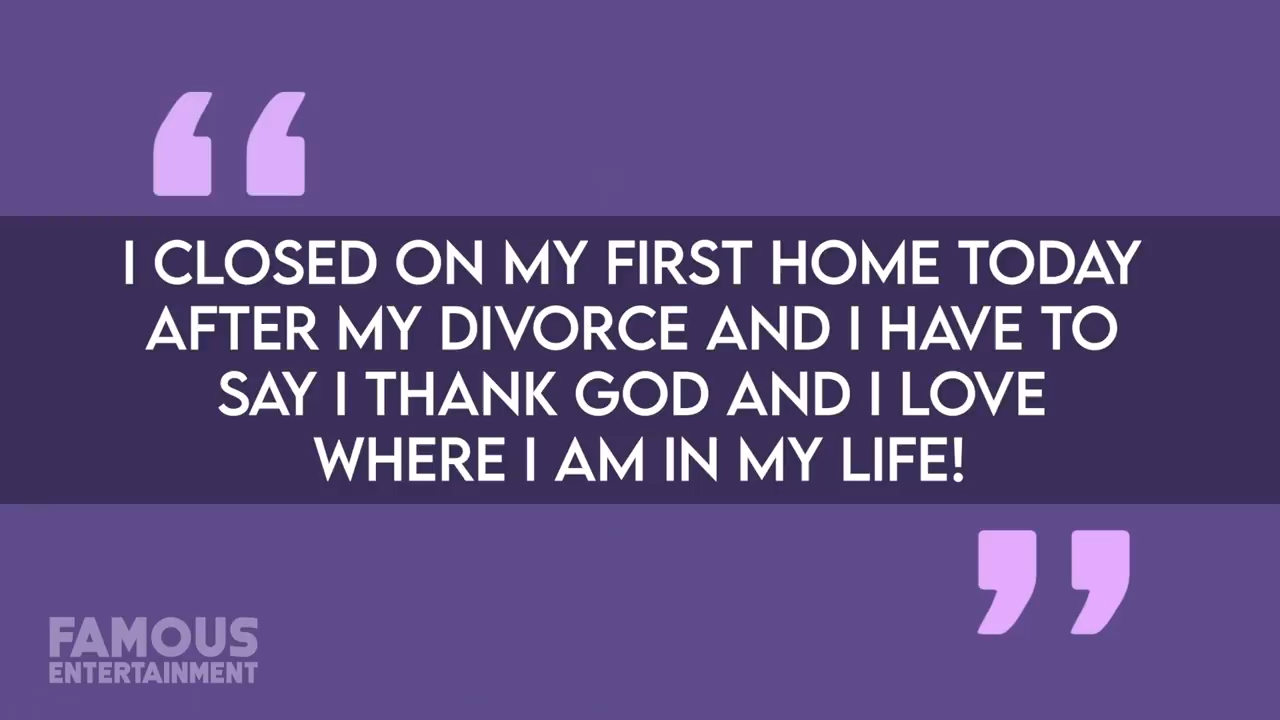 “
I CLOSED ON MY FIRST HOME TODAY
AFTER MY DIVORCE AND I HAVE TO
SAY I THANK GOD AND I LOVE
WHERE I AM IN MY LIFE!
”
FAMOUS
ENTERTAINMENT